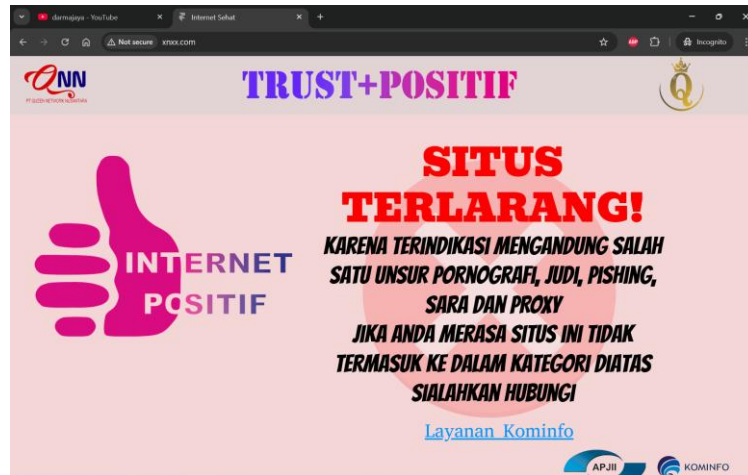 darmajaya - YouTube
Internet Sehat
Not secure
xnxx.com
ABP
Incognito
QNN
PT QUEEN NETWORK NUSANTARA
TRUST+POSITIF
Q
SITUS
TERLARANG!
KARENA TERINDIKASI MENGANDUNG SALAH
SATU UNSUR PORNOGRAFI, JUDI, PISHING,
SARA DAN PROXY
JIKA ANDA MERASA SITUS INI TIDAK
TERMASUK KE DALAM KATEGORI DIATAS
SIALAHKAN HUBUNGI
INTERNET
POSITIF
Layanan Kominfo
APJII
KOMINFO